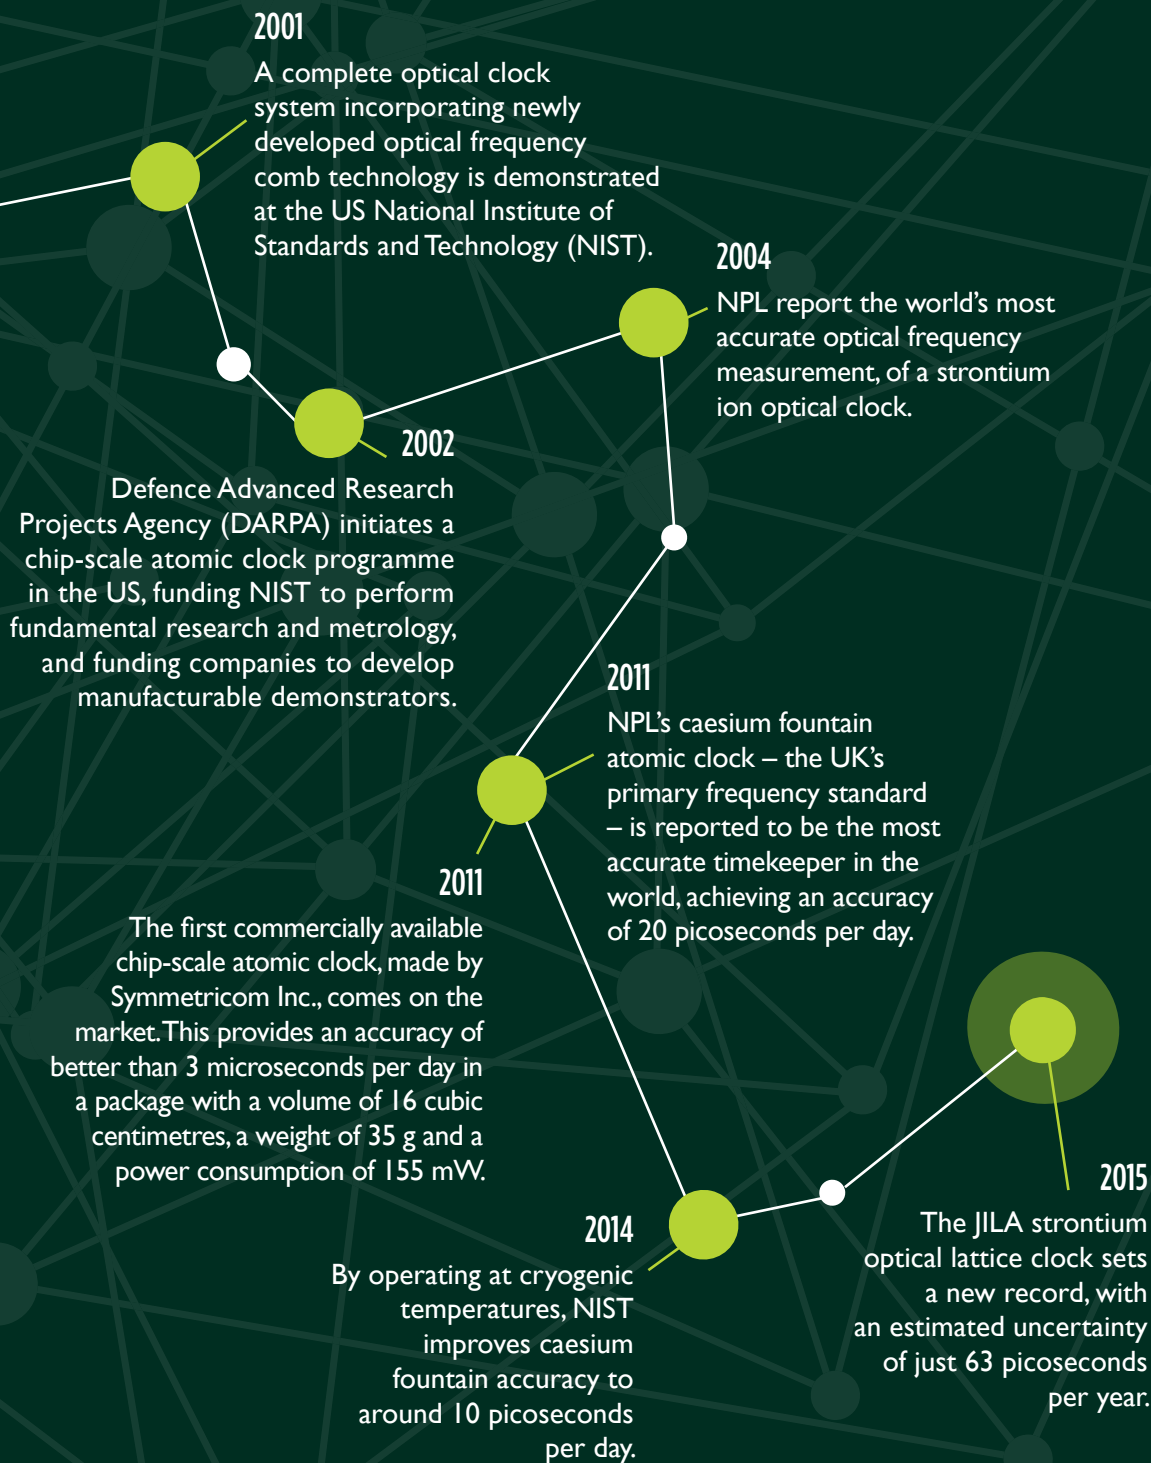 2001
A complete optical clock
system incorporating newly
developed optical frequency
comb technology is demonstrated
at the US National Institute of
Standards and Technology (NIST).
2002
Defence Advanced Research
Projects Agency (DARPA) initiates a
chip-scale atomic clock programme
in the US, funding NIST to perform
fundamental research and metrology,
and funding companies to develop
manufacturable demonstrators.
2004
NPL report the world's most
accurate optical frequency
measurement, of a strontium
ion optical clock.
2011
NPL's caesium fountain
atomic clock – the UK's
primary frequency standard
– is reported to be the most
accurate timekeeper in the
world, achieving an accuracy
of 20 picoseconds per day.
2011
The first commercially available
chip-scale atomic clock, made by
Symmetricom Inc., comes on the
market. This provides an accuracy of
better than 3 microseconds per day in
a package with a volume of 16 cubic
centimetres, a weight of 35 g and a
power consumption of 155 mW.
2014
By operating at cryogenic
temperatures, NIST
improves caesium
fountain accuracy to
around 10 picoseconds
per day.
2015
The JILA strontium
optical lattice clock sets
a new record, with
an estimated uncertainty
of just 63 picoseconds
per year.